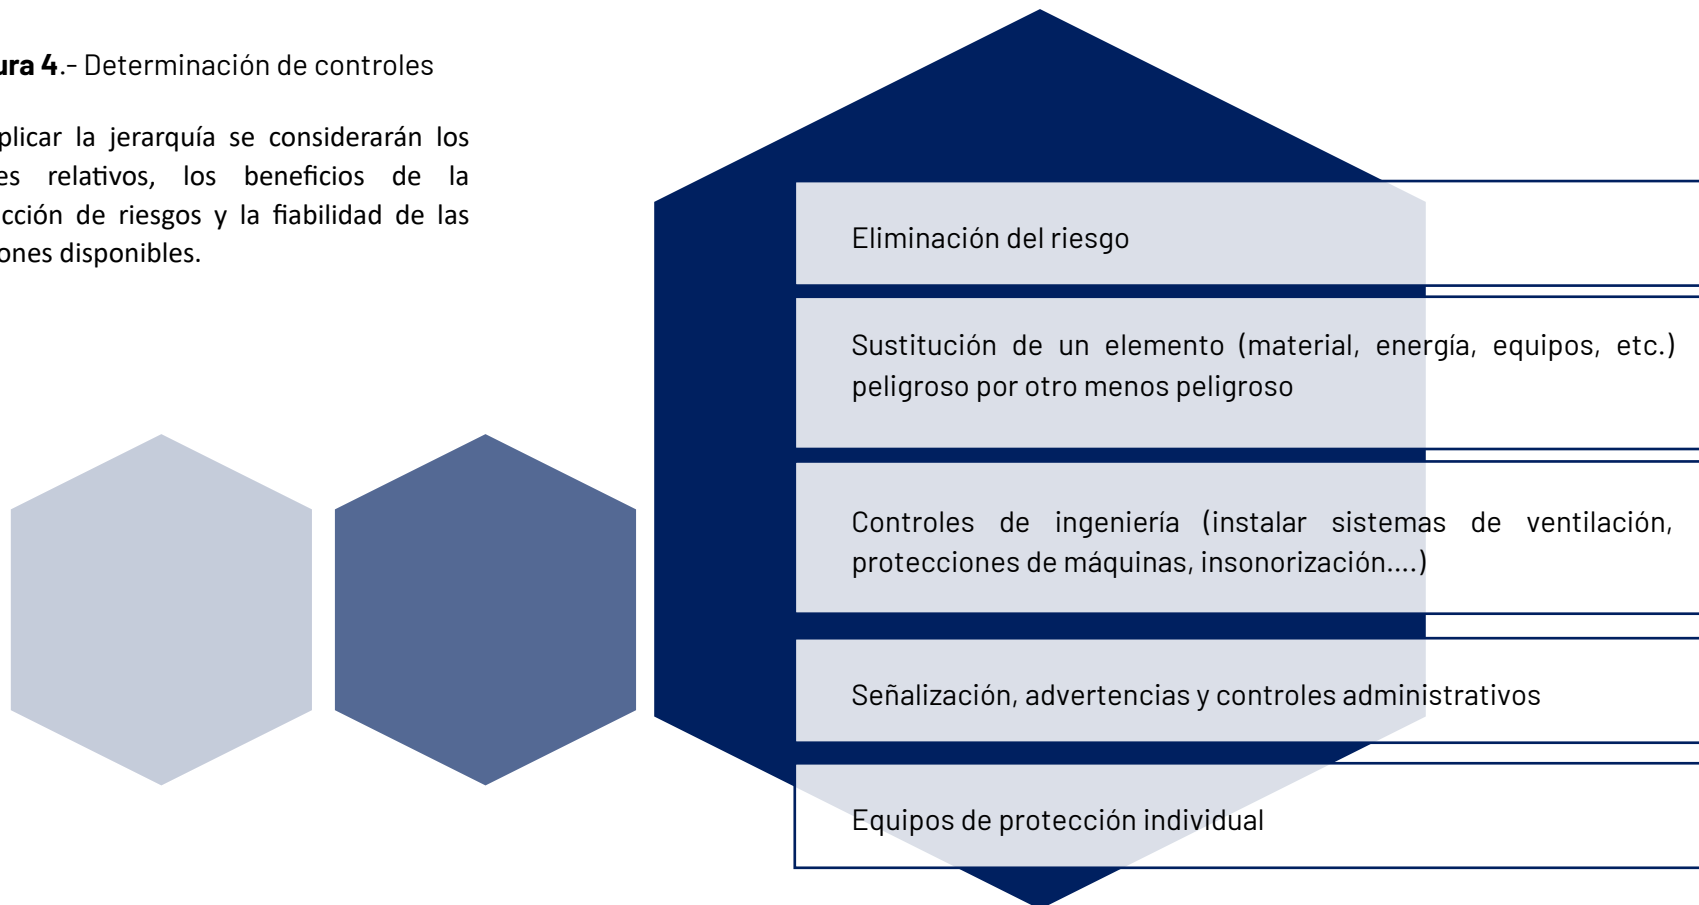 ura 4.- Determinación de controles
plicar la jerarquía se considerarán los
es relativos, los beneficios de la
cción de riesgos y la fiabilidad de las
ones disponibles.
Eliminación del riesgo
Sustitución de un elemento (material, energía, equipos, etc.)
peligroso por otro menos peligroso
Controles de ingeniería (instalar sistemas de ventilación,
protecciones de máquinas, insonorización....)
Señalización, advertencias y controles administrativos
Equipos de protección individual